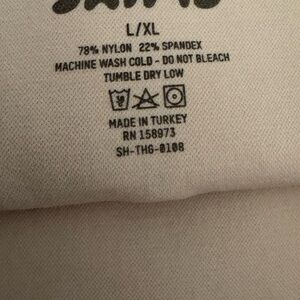 L/XL
78% NYLON 22% SPANDEX
MACHINE WASH COLD - DO NOT BLEACH
TUMBLE DRY LOW
MADE IN TURKEY
RN 158973
SH-THG-0108